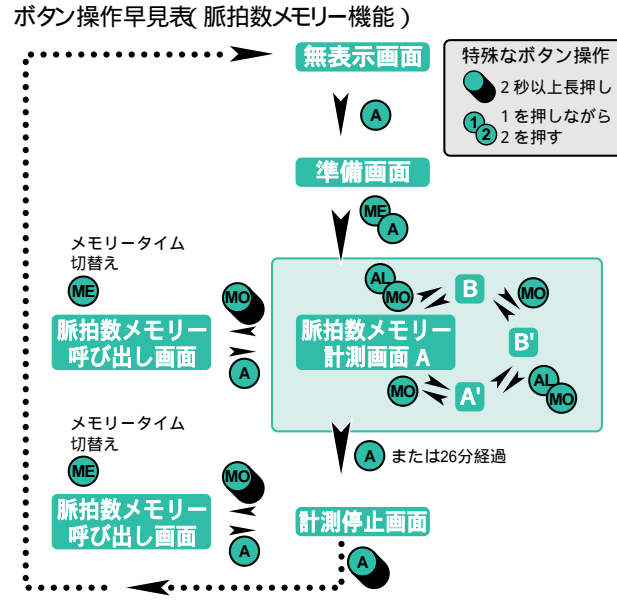 ボタン操作早見表(脈拍数メモリー機能)
無表示画面
特殊なボタン操作
2秒以上長押し
1 2
1を押しながら
2を押す
A
準備画面
ME A
メモリータイム
切替え
ME
MO
脈拍数メモリー
呼び出し画面
A
AL MO
B
MO
脈拍数メモリー
計測画面 A
B'
MO
A'
AL MO
A または26分経過
メモリータイム
切替え
ME
MO
脈拍数メモリー
呼び出し画面
A
計測停止画面
A